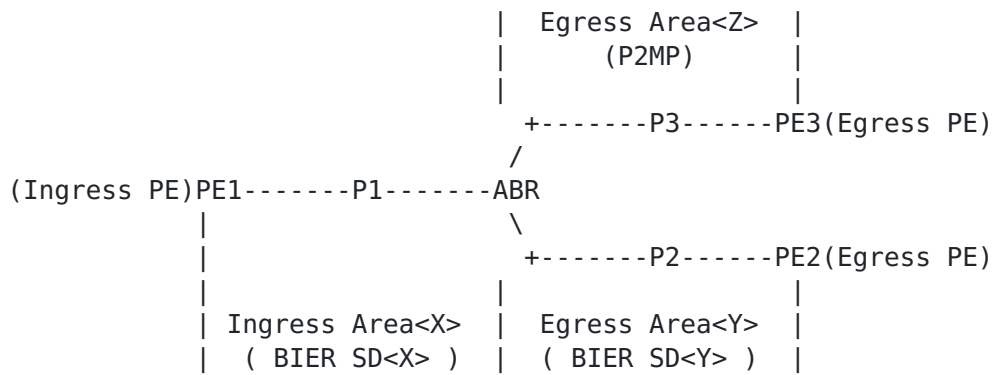 |  Egress Area<Z>  |
|      (P2MP)      |
|                  |
+-------P3------PE3(Egress PE)
/
(Ingress PE)PE1-------P1-------ABR
|                  \
|                   +-------P2------PE2(Egress PE)
|                 |                  |
| Ingress Area<X>  |  Egress Area<Y>  |
|  ( BIER SD<X> )  |  ( BIER SD<Y> )  |